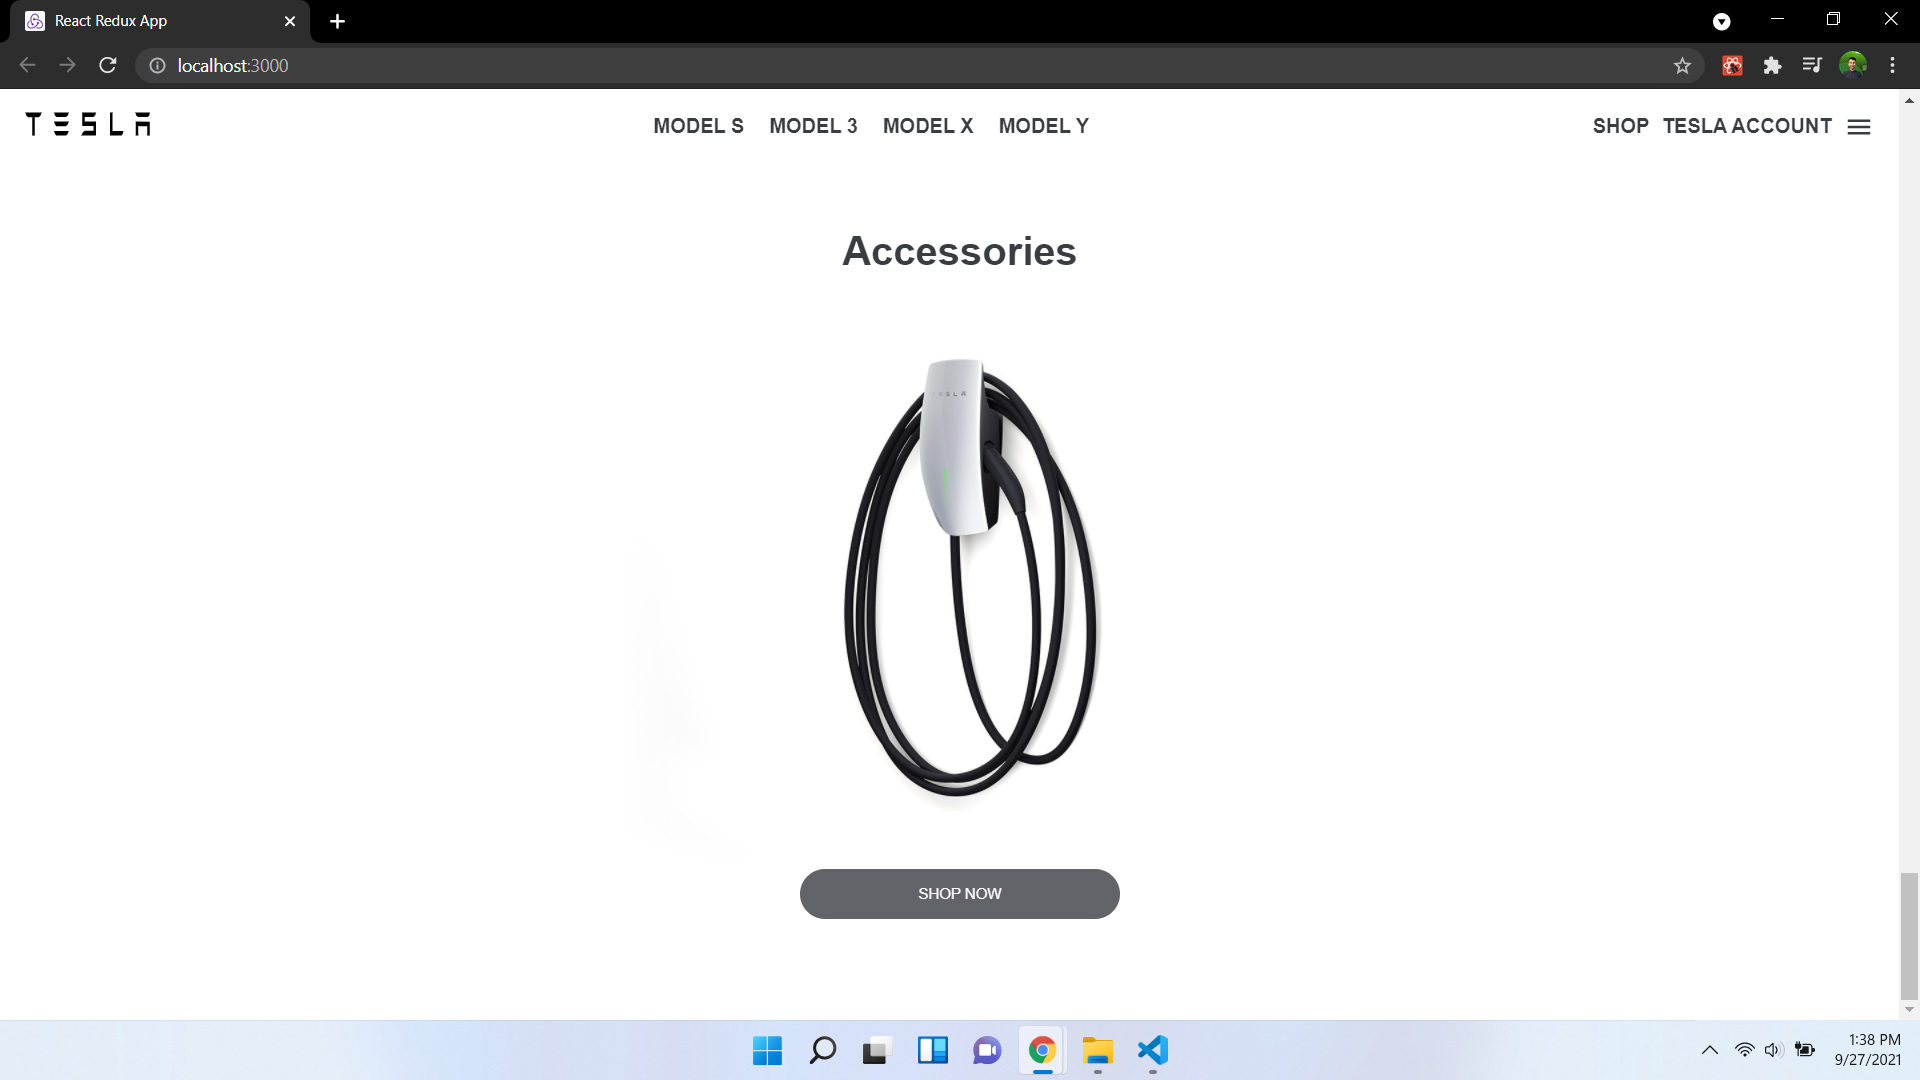 React Redux App
localhost:3000
TESLA
MODEL S MODEL 3 MODEL X MODEL Y
SHOP TESLA ACCOUNT
Accessories
TESLA
SHOP NOW
1:38 PM
9/27/2021